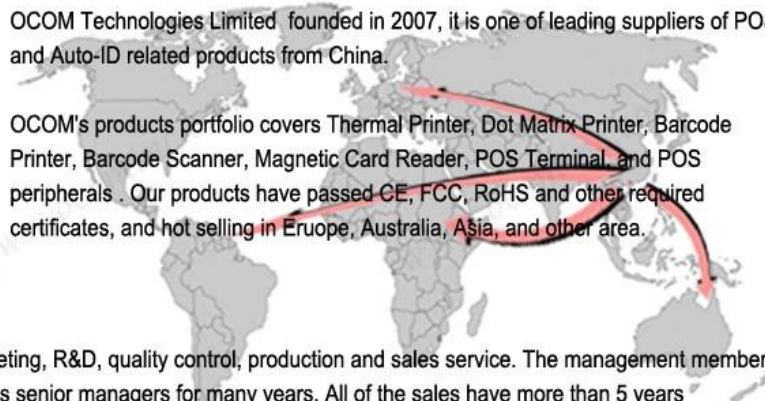 OCOM Technologies Limited founded in 2007, it is one of leading suppliers of PO
and Auto-ID related products from China.
OCOM's products portfolio covers Thermal Printer, Dot Matrix Printer, Barcode
Printer, Barcode Scanner, Magnetic Card Reader, POS Terminal, and POS
peripherals . Our products have passed CE, FCC, RoHS and other required
certificates, and hot selling in Eruope, Australia, Asia, and other area.
eting, R&D, quality control, production and sales service. The management member
s senior managers for many years. All of the sales have more than 5 years